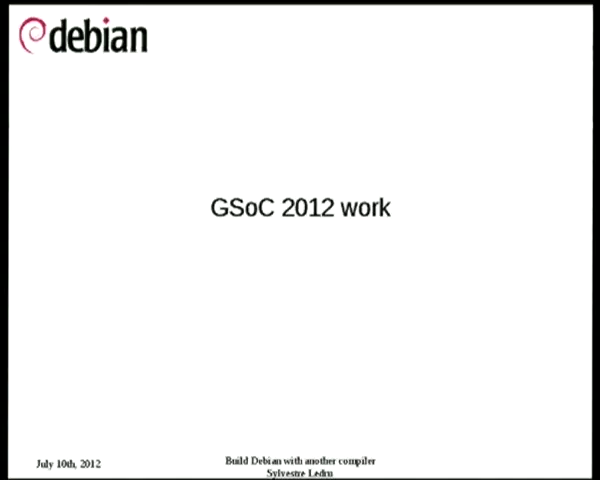 debian
GSoC 2012 work
July 10th, 2012
Build Debian with another compiler
Sylvestre Ledru